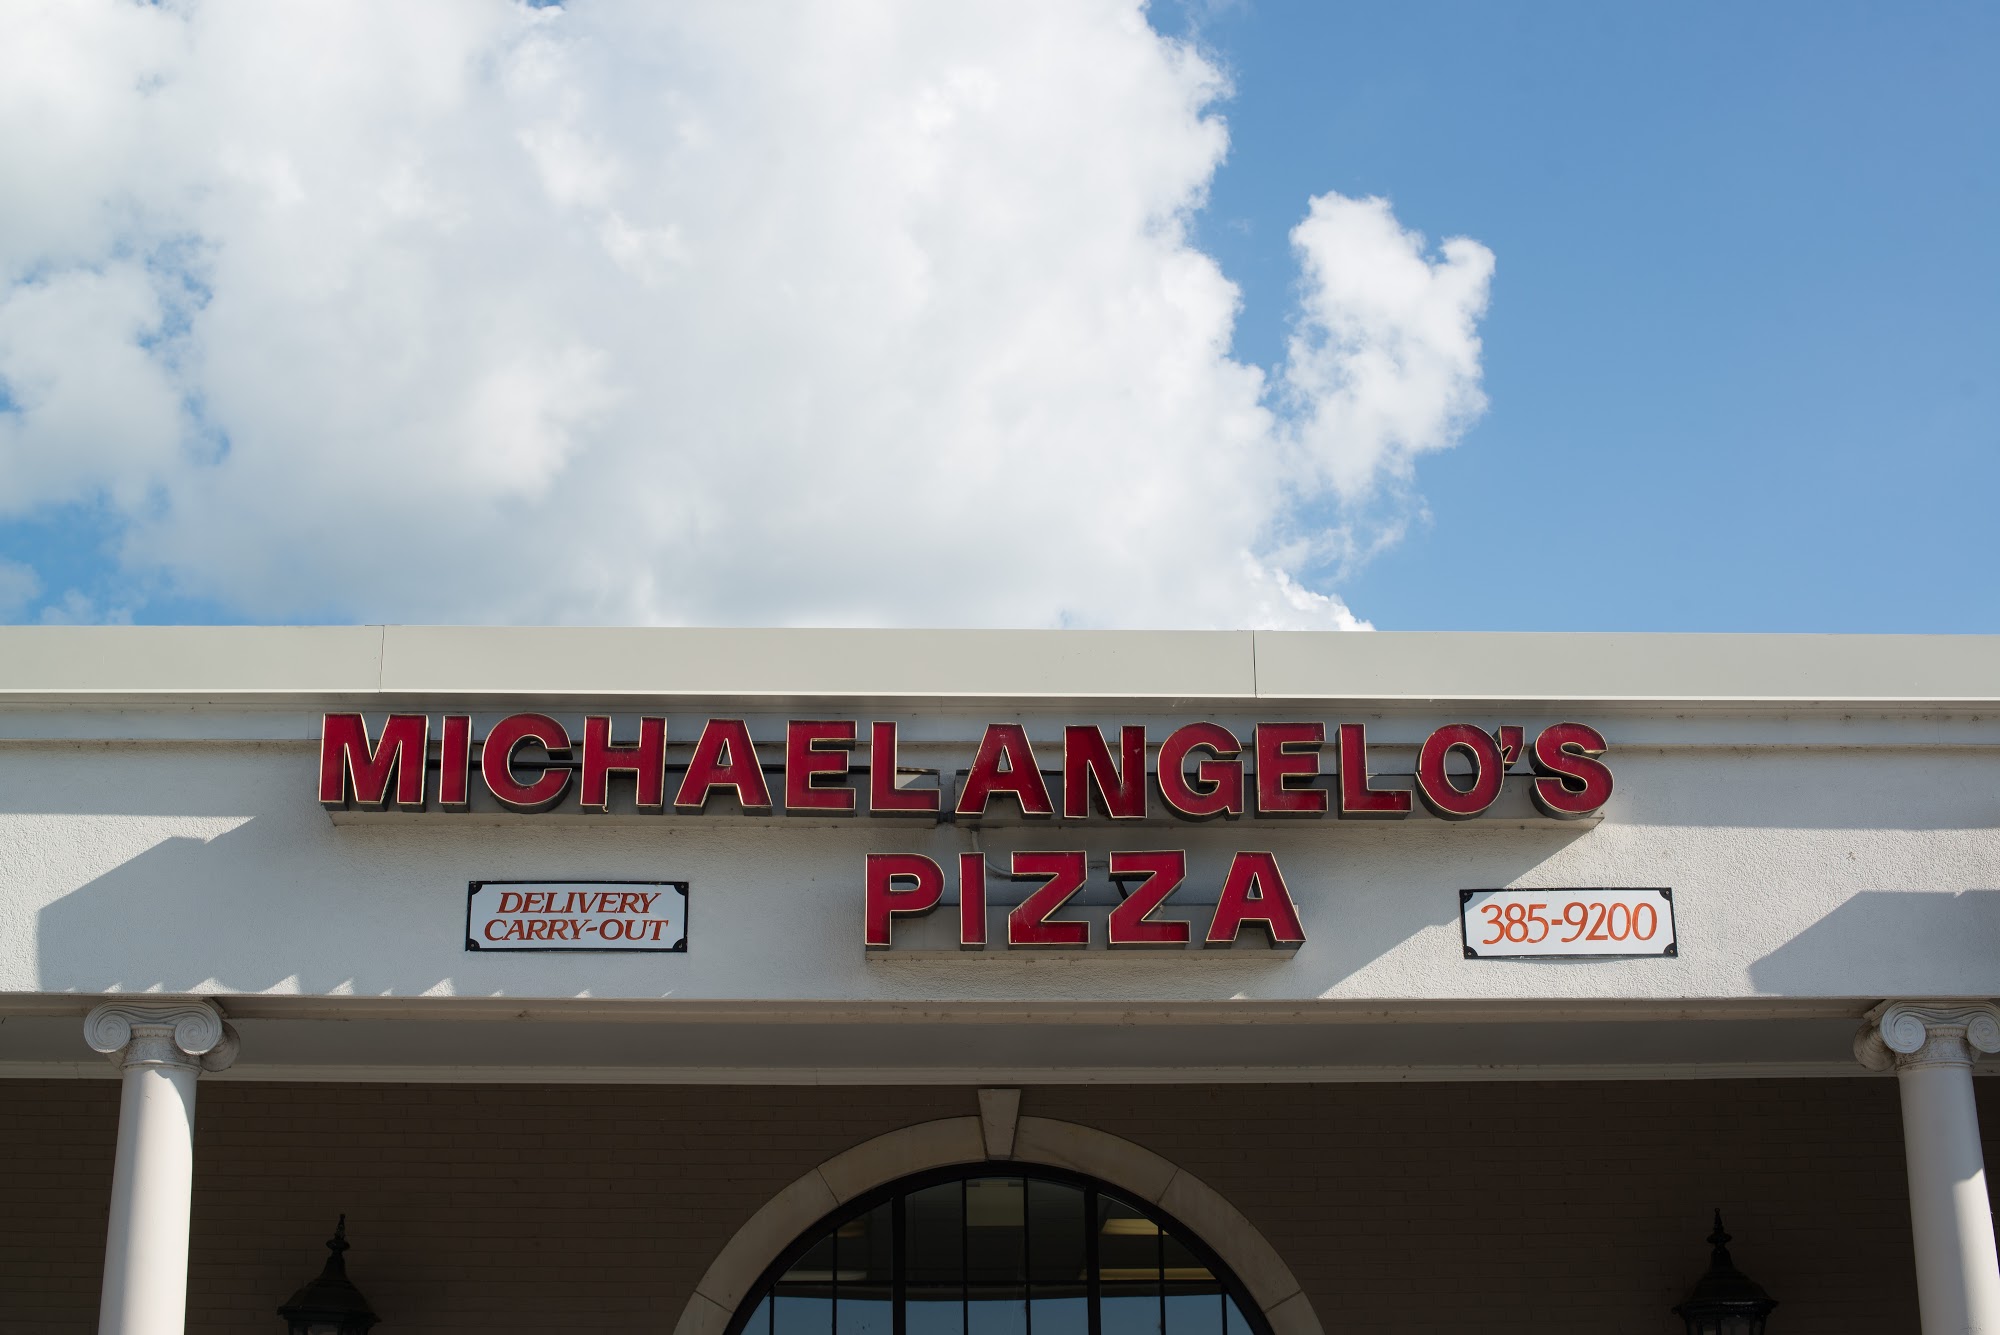 MICHAELANGELO'S
PIZZA
DELIVERY
CARRY-OUT
385-9200